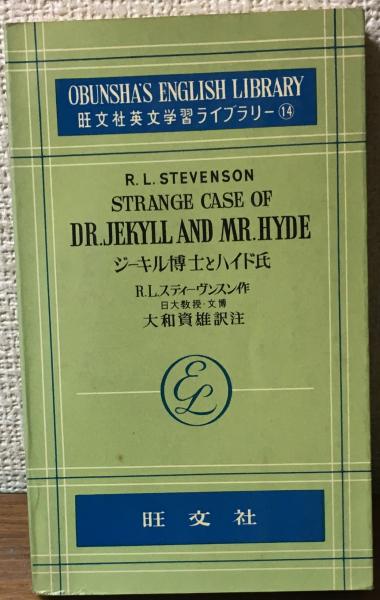 OBUNSHA'S ENGLISH LIBRARY
旺文社英文学習ライブラリー⑭
R. L. STEVENSON
STRANGE CASE OF
DR. JEKYLL AND MR. HYDE
ジーキル博士とハイド氏
R.L.スティーヴンスン作
日大教授・文博
大和資雄訳注
EL
旺文社